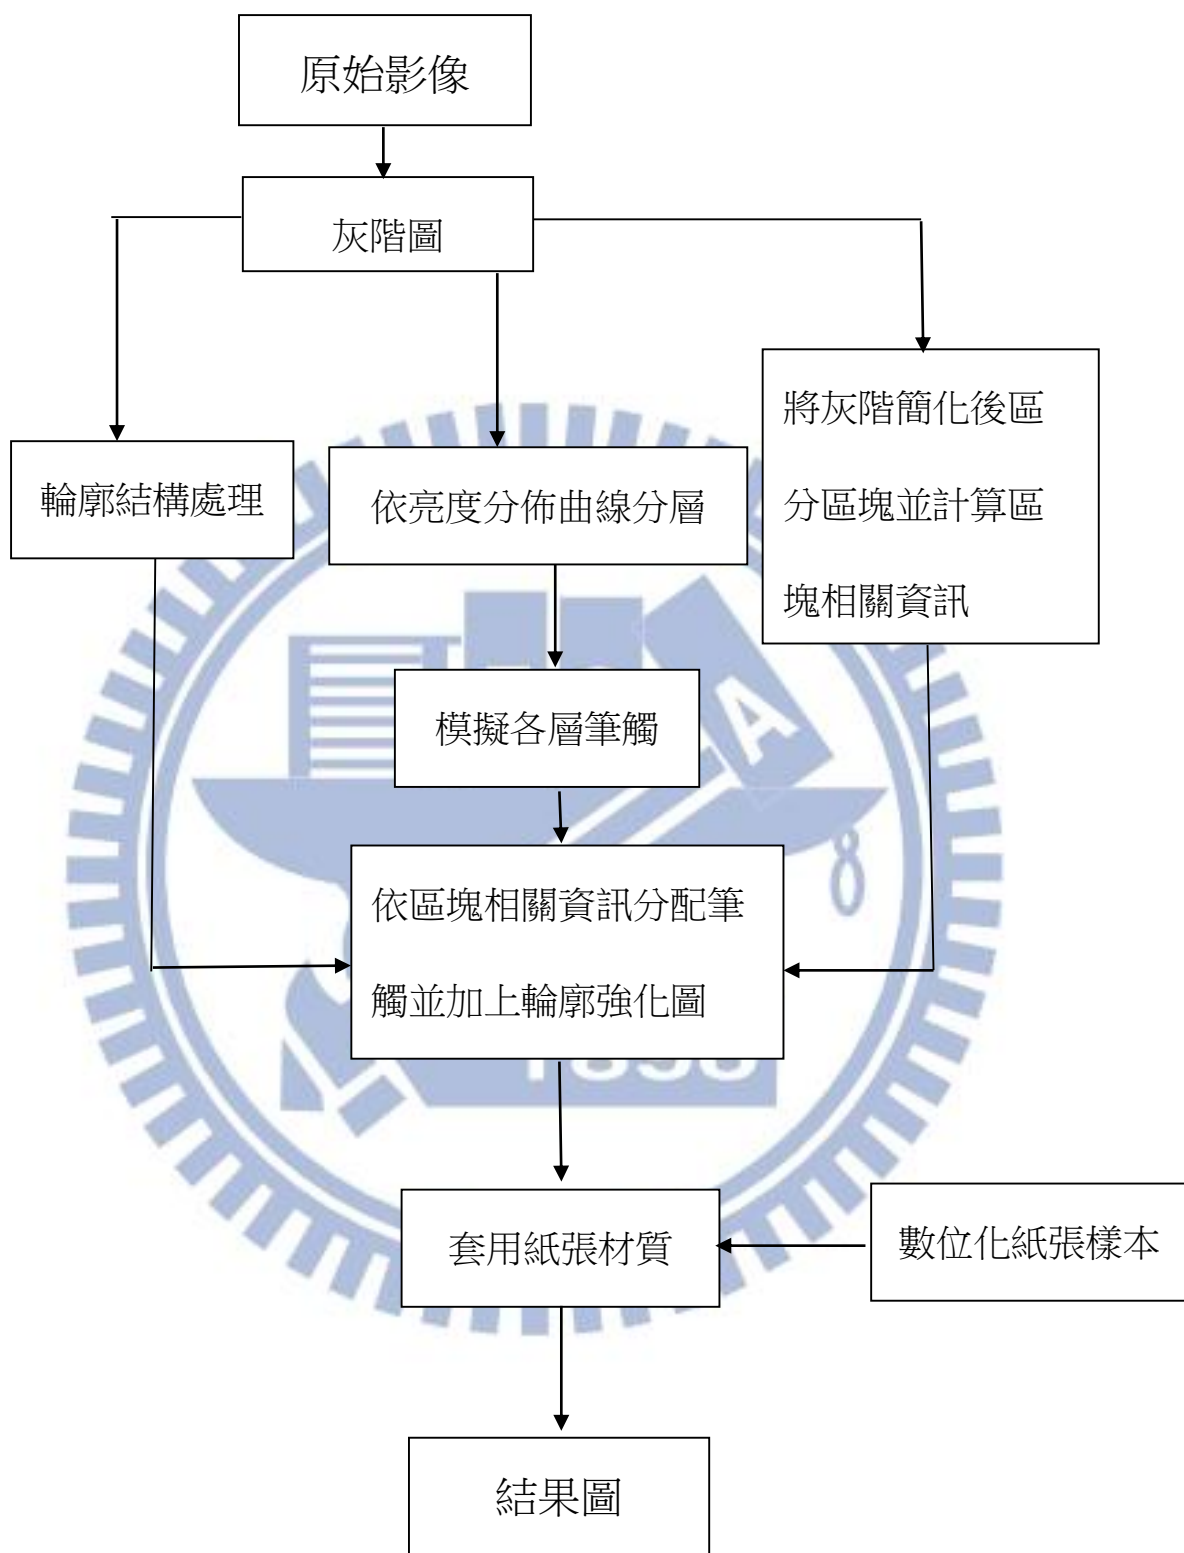 原始影像
灰階圖
將灰階簡化後區
分區塊並計算區
塊相關資訊
輪廓結構處理
依亮度分佈曲線分層
模擬各層筆觸
依區塊相關資訊分配筆
觸並加上輪廓強化圖
套用紙張材質
數位化紙張樣本
結果圖